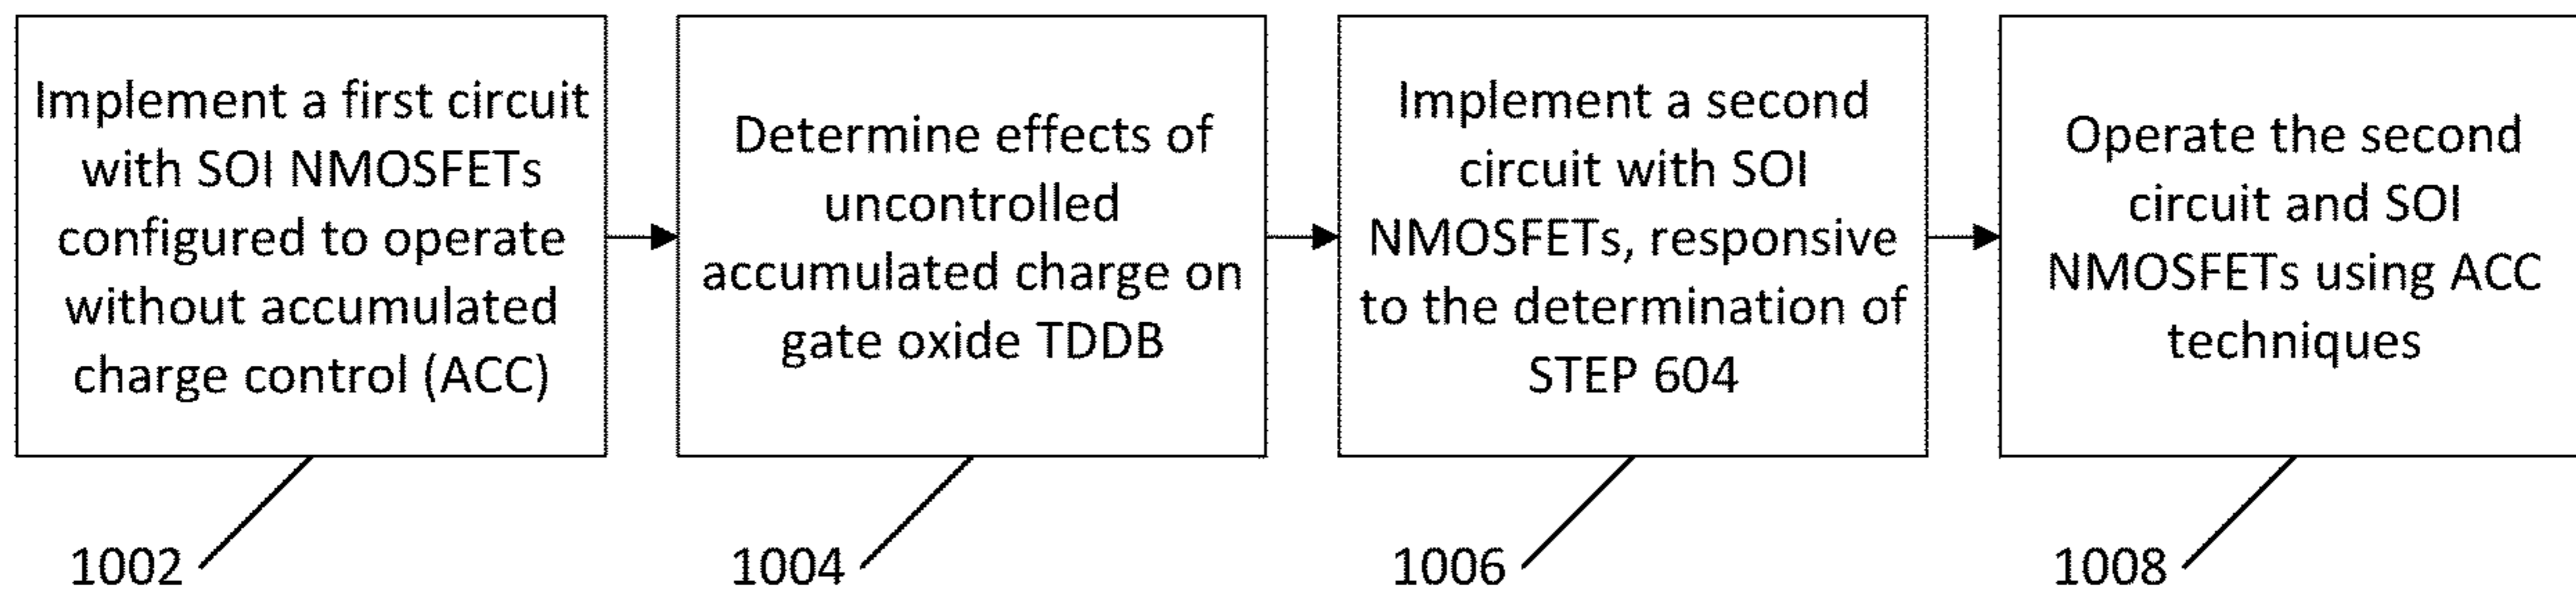 Implement a first circuit
with SOI NMOSFETs
configured to operate
without accumulated
charge control (ACC)
Determine effects of
uncontrolled
accumulated charge on
gate oxide TDDB
Implement a second
circuit with SOI
NMOSFETs, responsive
to the determination of
STEP 604
Operate the second
circuit and SOI
NMOSFETs using ACC
techniques
1002
1004
1006
1008